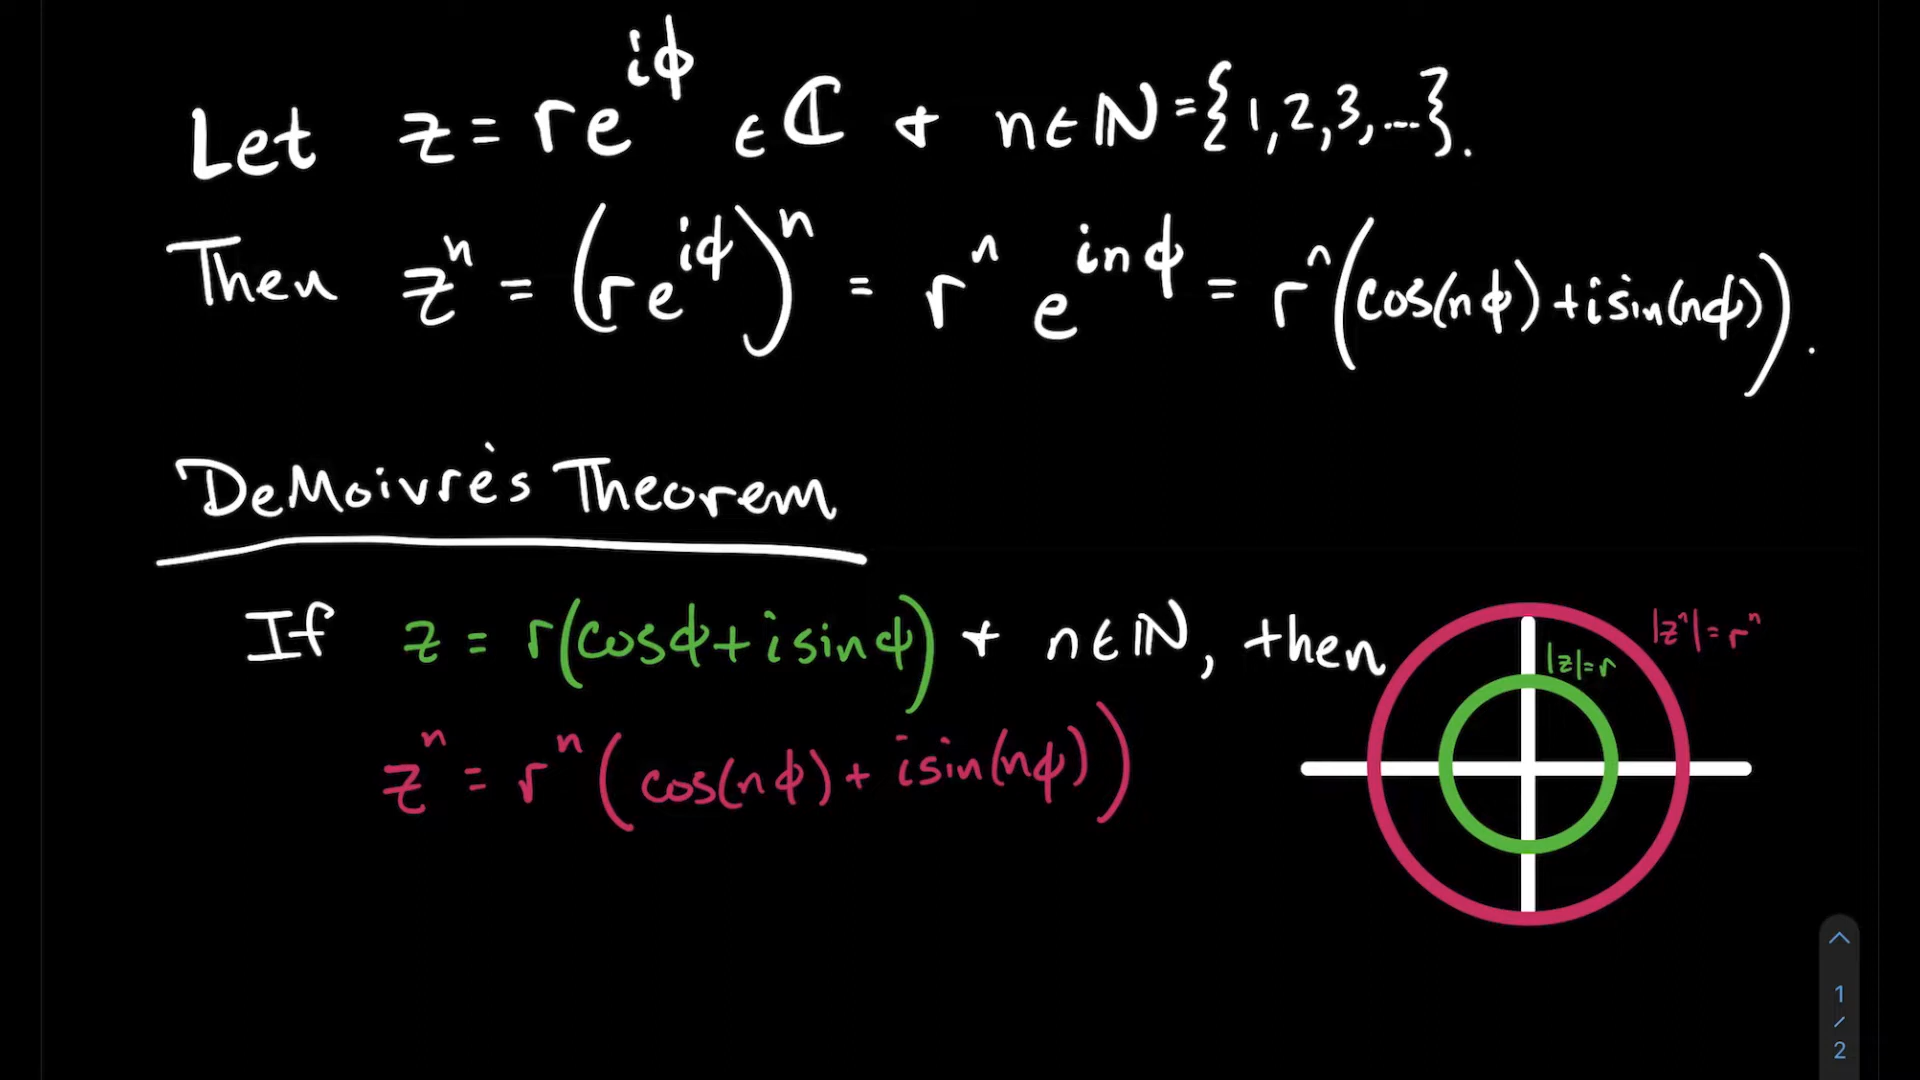 Let z = re^{iφ} ∈ ℂ & n ∈ ℕ = {1,2,3,...}.
Then z^n = (re^{iφ})^n = r^n e^{inφ} = r^n(cos(nφ) + i sin(nφ)).
DeMoivre's Theorem
If z = r(cosφ + i sinφ) & n ∈ ℕ, then
z^n = r^n(cos(nφ) + i sin(nφ))
|z^n| = r^n
|z| = r
1
/
2